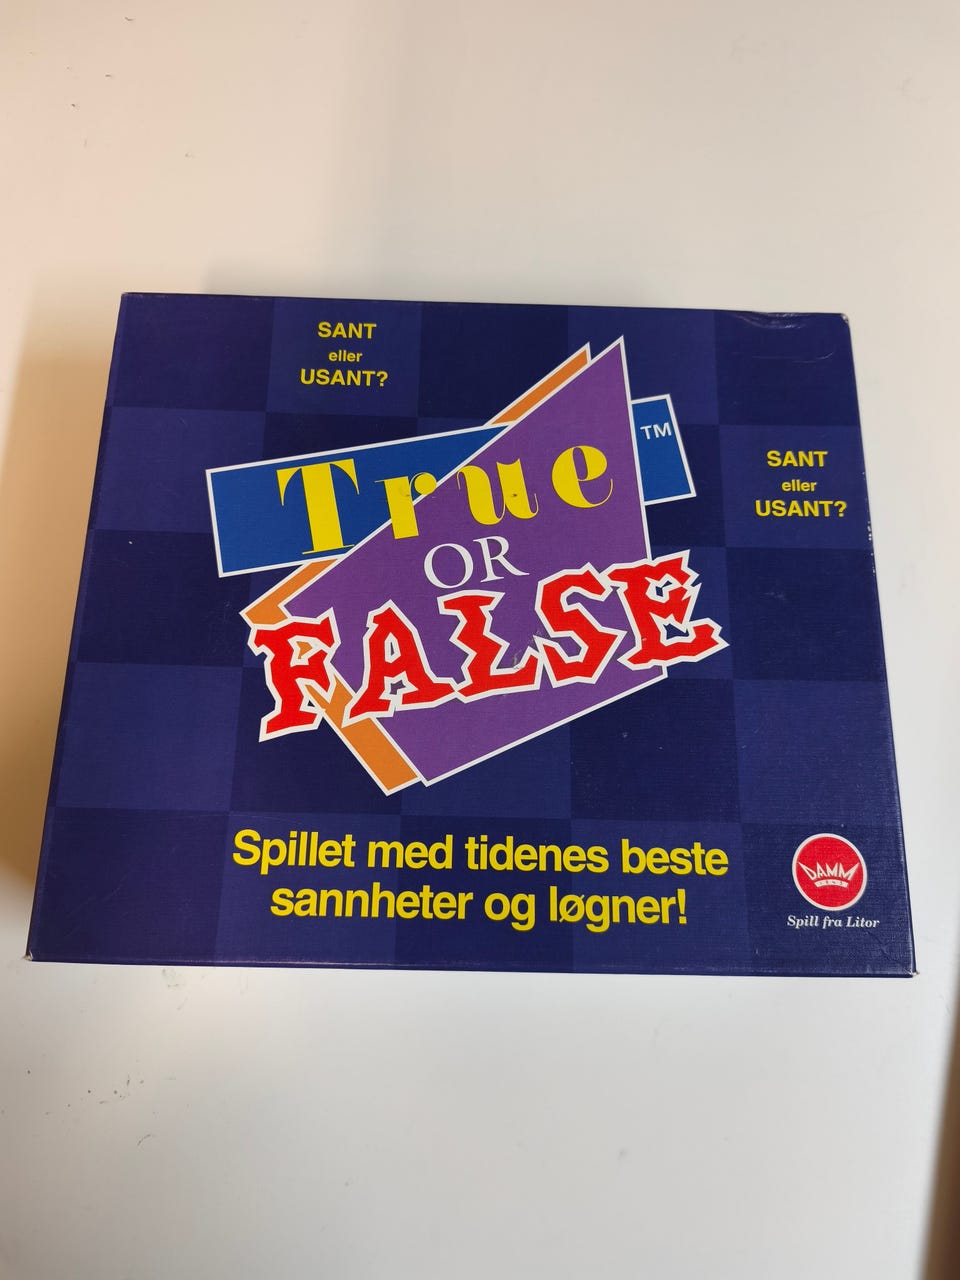 SANT
eller
USANT?
True
TM
OR
FALSE
SANT
eller
USANT?
Spillet med tidenes beste
sannheter og løgner!
DAMM
Spill fra Litor